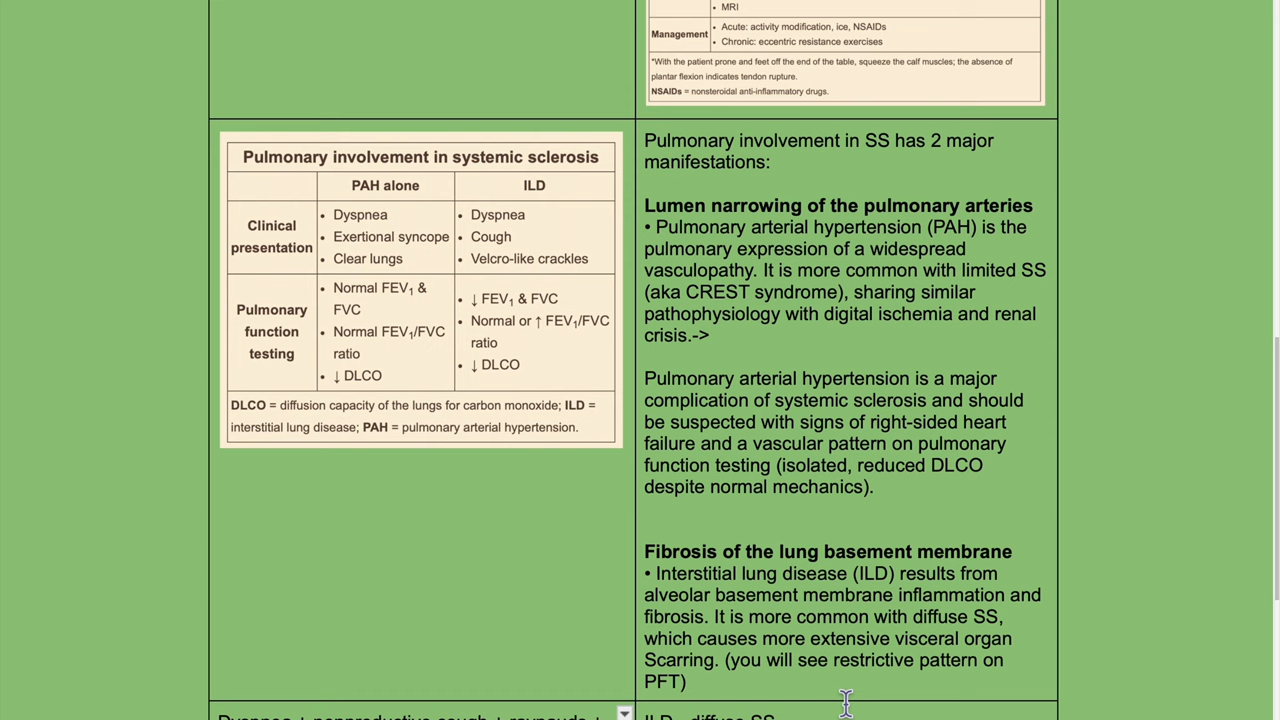 • MRI
Management
• Acute: activity modification, ice, NSAIDs
• Chronic: eccentric resistance exercises
*With the patient prone and feet off the end of the table, squeeze the calf muscles; the absence of
plantar flexion indicates tendon rupture.
NSAIDs = nonsteroidal anti-inflammatory drugs.
Pulmonary involvement in systemic sclerosis
PAH alone
ILD
Clinical
presentation
• Dyspnea
• Exertional syncope
• Clear lungs
• Dyspnea
• Cough
• Velcro-like crackles
Pulmonary
function
testing
• Normal FEV₁ &
FVC
• Normal FEV₁/FVC
ratio
• ↓ DLCO
• ↓ FEV₁ & FVC
• Normal or ↑ FEV₁/FVC
ratio
• ↓ DLCO
DLCO = diffusion capacity of the lungs for carbon monoxide; ILD =
interstitial lung disease; PAH = pulmonary arterial hypertension.
Pulmonary involvement in SS has 2 major
manifestations:
Lumen narrowing of the pulmonary arteries
• Pulmonary arterial hypertension (PAH) is the
pulmonary expression of a widespread
vasculopathy. It is more common with limited SS
(aka CREST syndrome), sharing similar
pathophysiology with digital ischemia and renal
crisis.->
Pulmonary arterial hypertension is a major
complication of systemic sclerosis and should
be suspected with signs of right-sided heart
failure and a vascular pattern on pulmonary
function testing (isolated, reduced DLCO
despite normal mechanics).
Fibrosis of the lung basement membrane
• Interstitial lung disease (ILD) results from
alveolar basement membrane inflammation and
fibrosis. It is more common with diffuse SS,
which causes more extensive visceral organ
Scarring. (you will see restrictive pattern on
PFT)
Dyspnea + nonproductive cough + raynauds +
ILD - diffuse SS